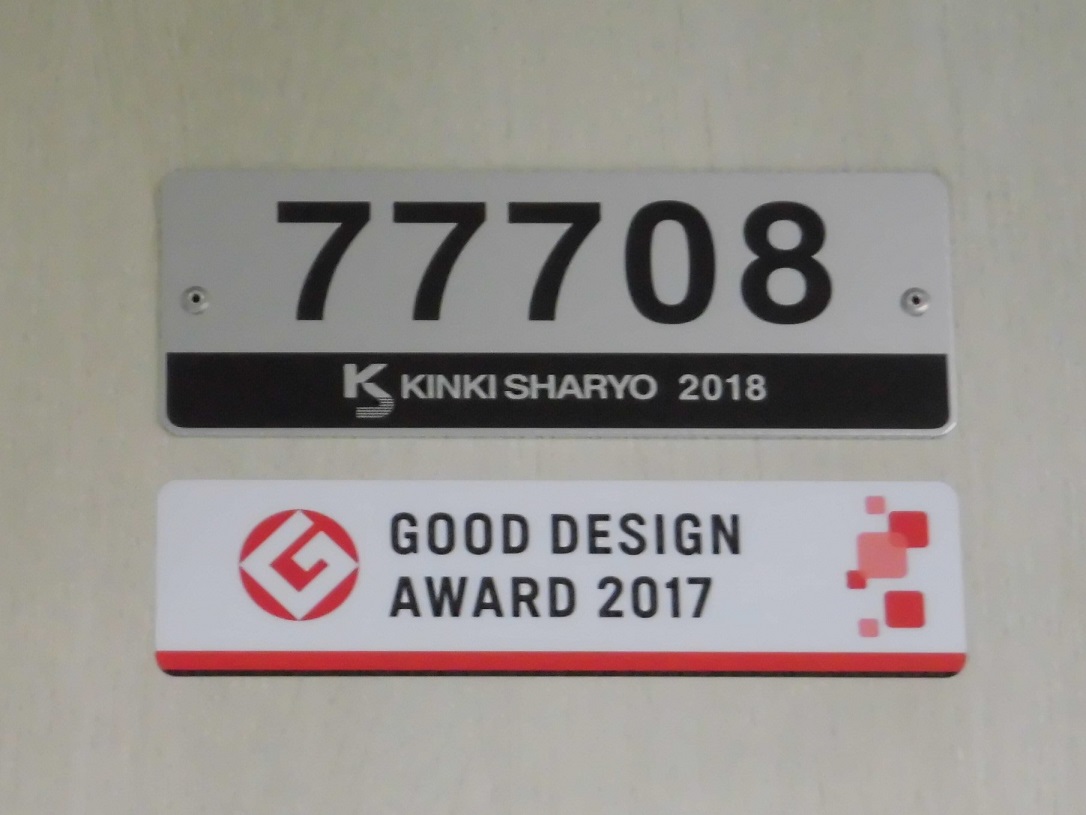 77708
KINKI SHARYO 2018
GOOD DESIGN
AWARD 2017